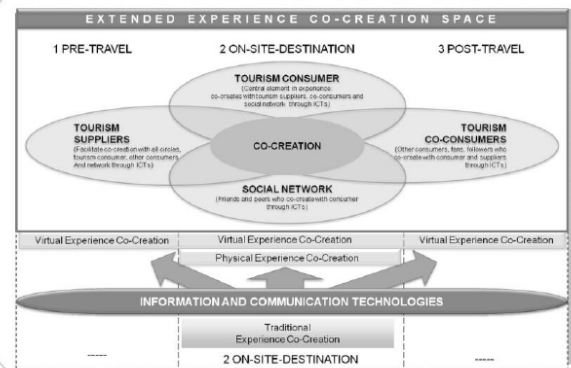 EXTENDED EXPERIENCE CO-CREATION SPACE
1 PRE-TRAVEL
2 ON-SITE-DESTINATION
3 POST-TRAVEL
TOURISM CONSUMER
(Central element in experience
co-creates with tourism suppliers, co-consumers and
social network through ICTs)
TOURISM
SUPPLIERS
(Facilitate co-creation with all circles,
tourism consumer, other consumers
And network through ICTs)
CO-CREATION
TOURISM
CO-CONSUMERS
(Other consumers, fans, followers who
co-create with consumer and suppliers
through ICTs)
SOCIAL NETWORK
(Friends and peers who co-create with consumer
through ICTs)
Virtual Experience Co-Creation
Virtual Experience Co-Creation
Virtual Experience Co-Creation
Physical Experience Co-Creation
INFORMATION AND COMMUNICATION TECHNOLOGIES
Traditional
Experience Co-Creation
-----
2 ON-SITE-DESTINATION
-----